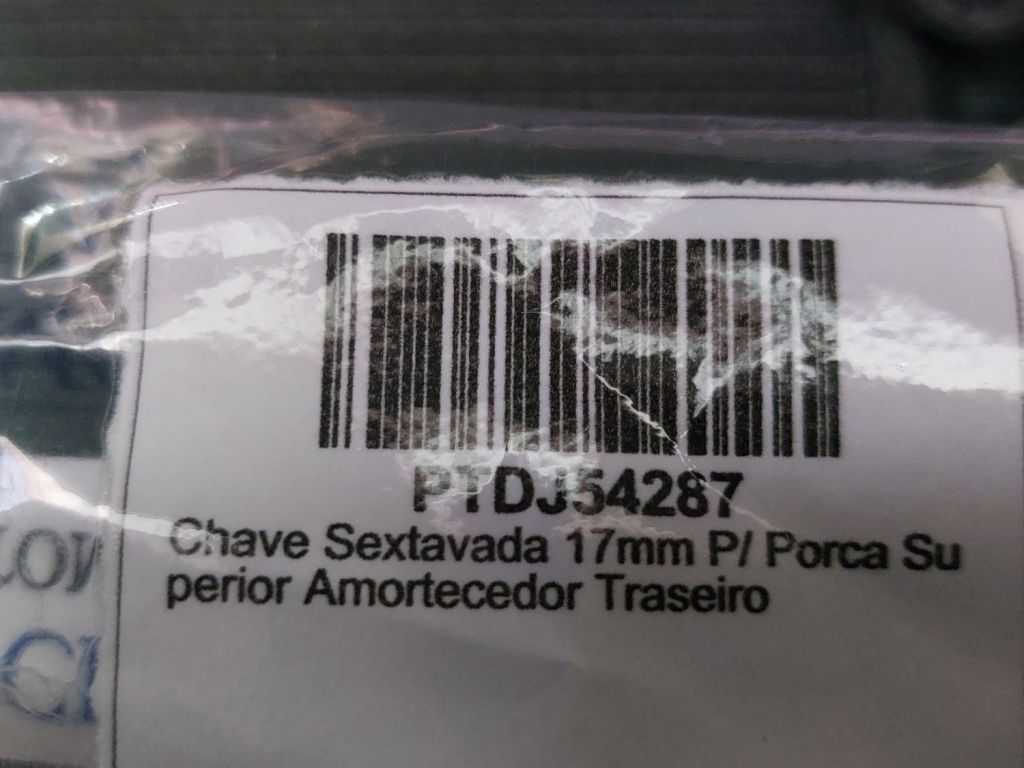 PTDJ54287
Chave Sextavada 17mm P/ Porca Su
perior Amortecedor Traseiro